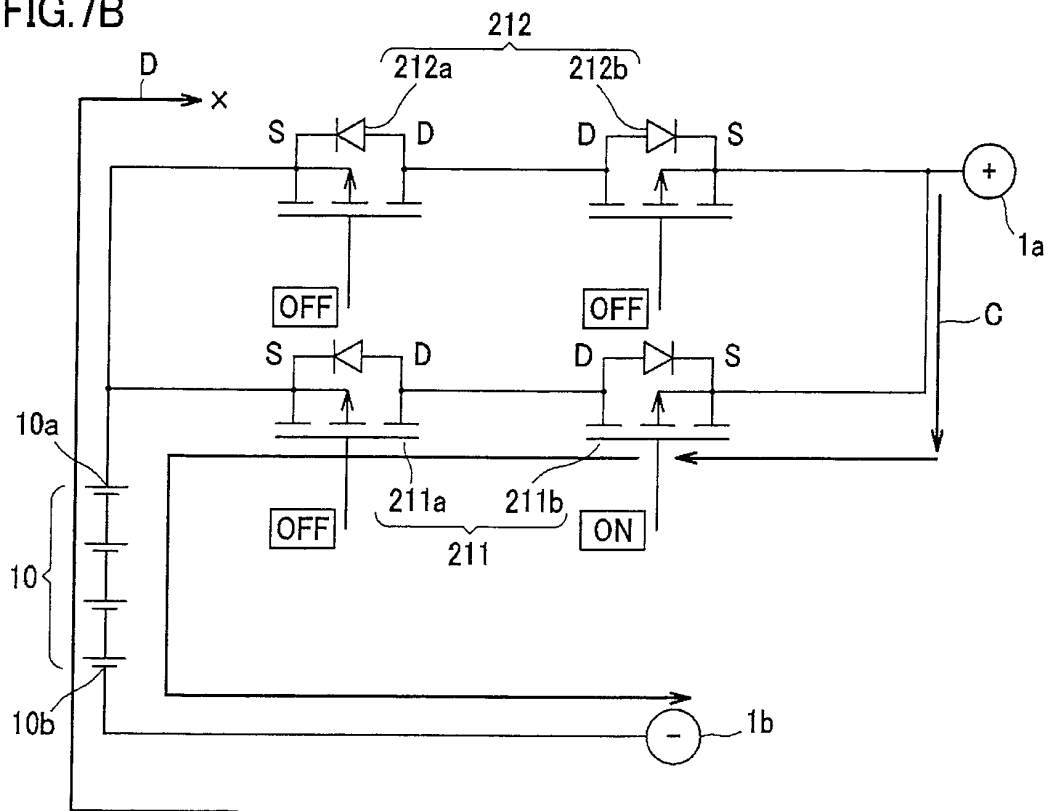 FIG.7B
212
D
212a
212b
×
S
D
D
S
+
1a
OFF
OFF
C
S
D
D
S
10a
211a
211b
OFF
ON
10
211
10b
-
1b